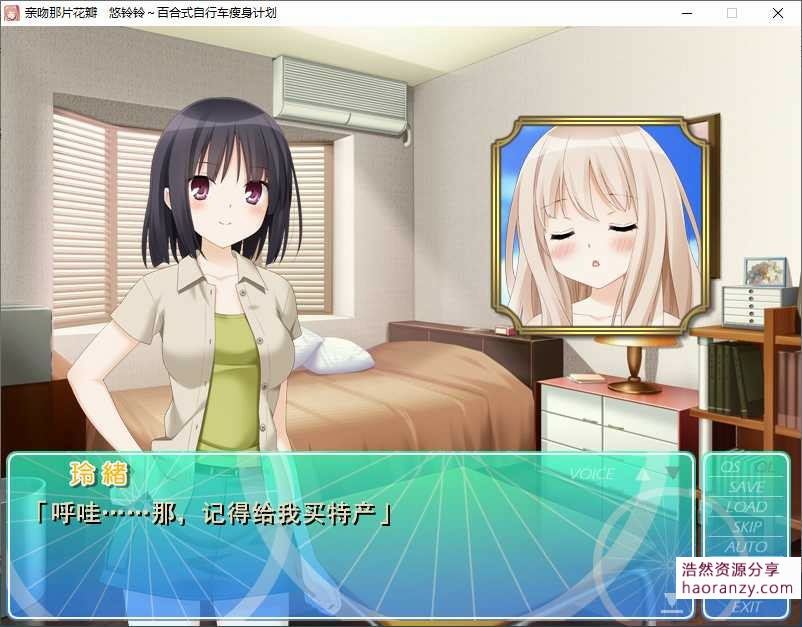 亲吻那片花瓣 悠铃铃～百合式自行车瘦身计划
玲緒
VOICE
「呼哇……那，记得给我买特产」
QS
SAVE
LOAD
SKIP
AUTO
浩然资源分享
haoranzy.com
EXIT